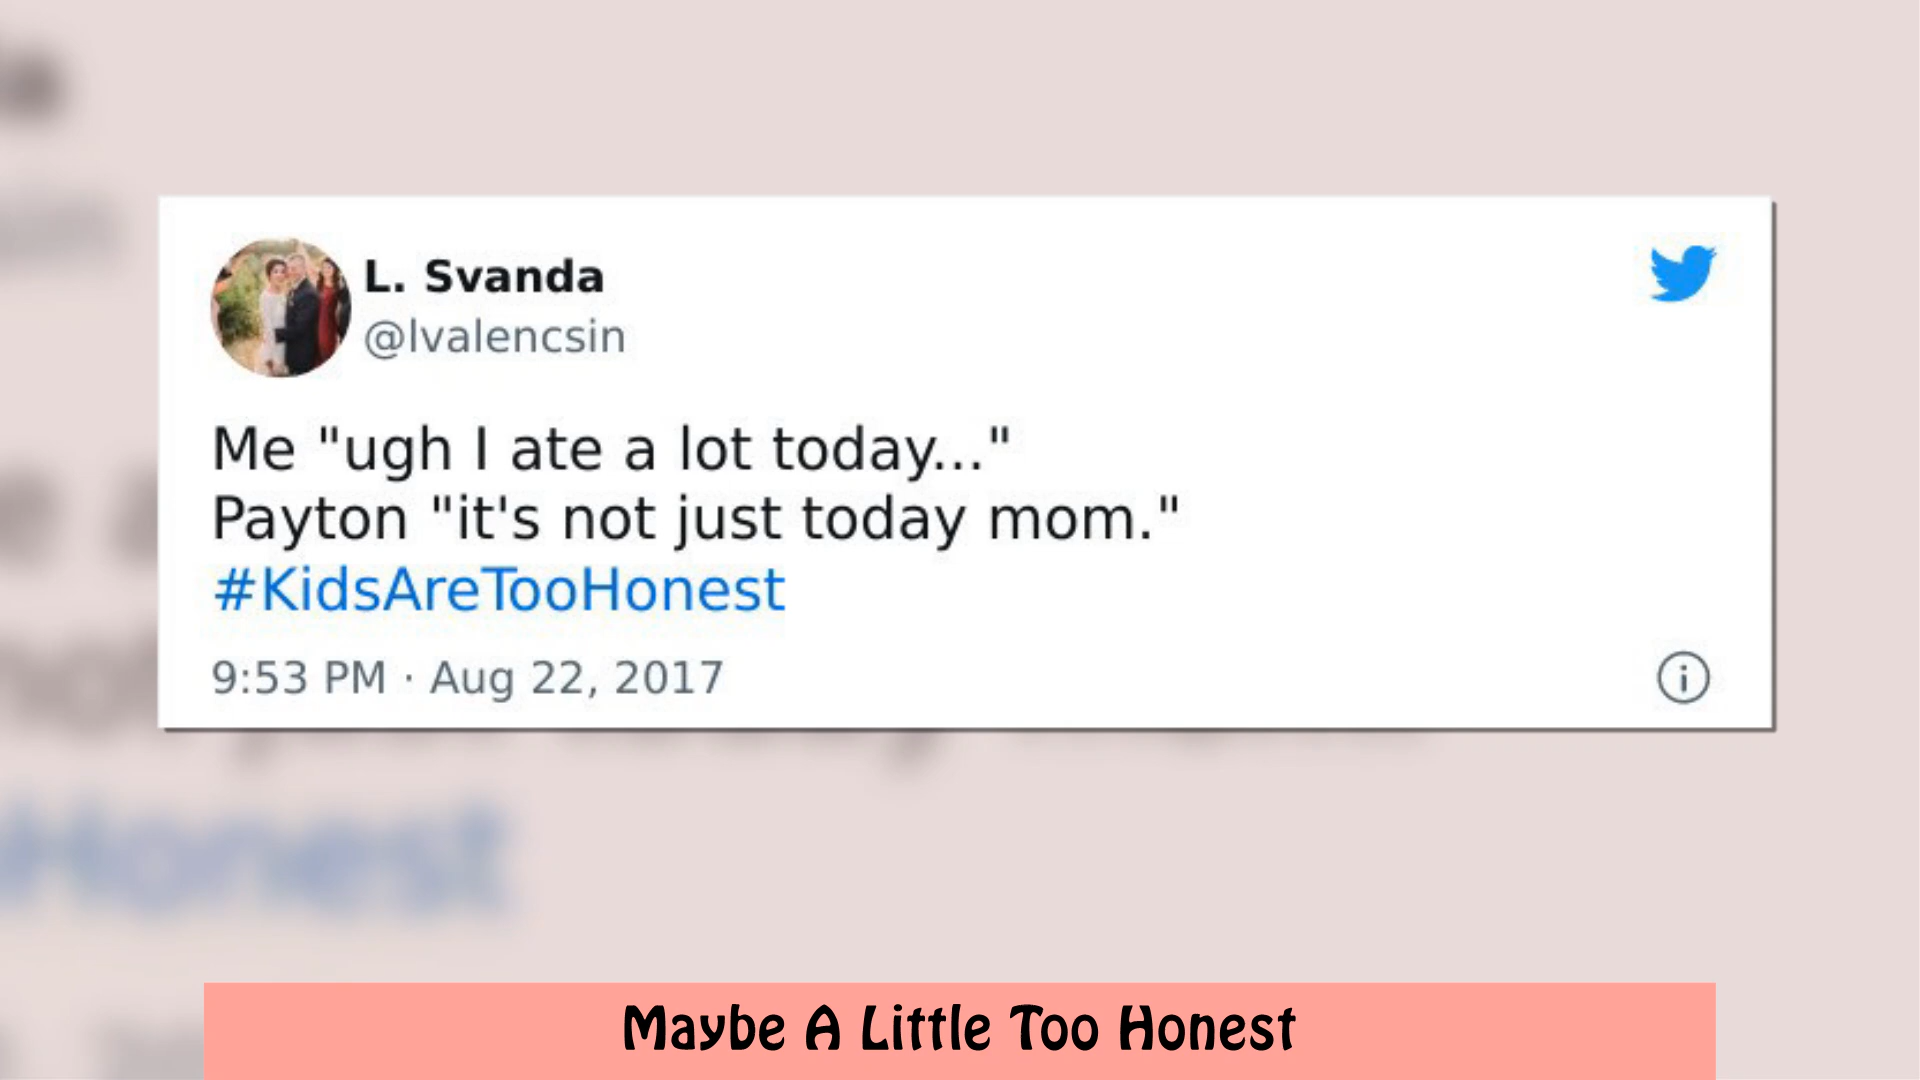 L. Svanda
@lvalencsin
Me "ugh I ate a lot today..."
Payton "it's not just today mom."
#KidsAreTooHonest
9:53 PM · Aug 22, 2017
Maybe A Little Too Honest